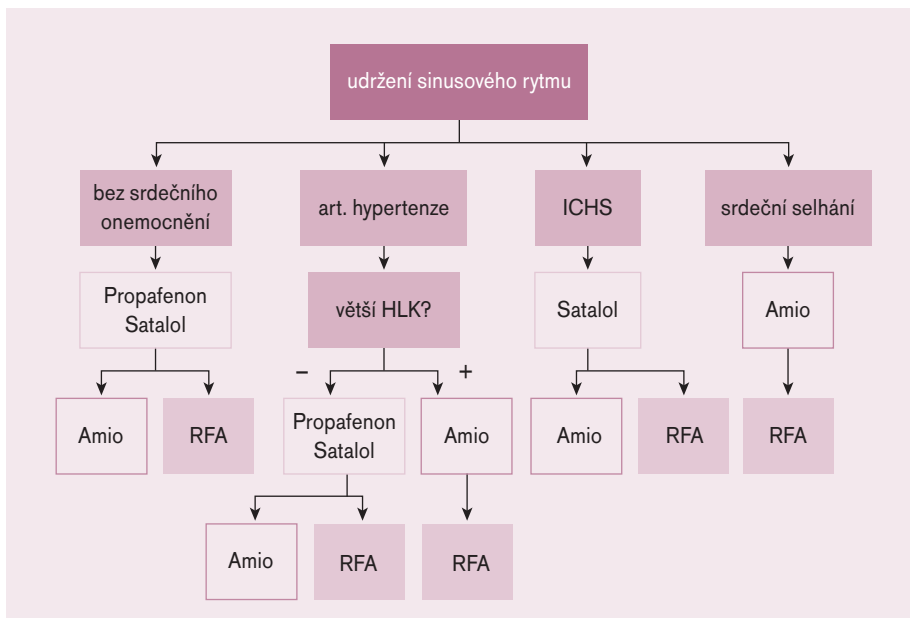 udržení sinusového rytmu
bez srdečního
onemocnění
art. hypertenze
ICHS
srdeční selhání
Propafenon
Satalol
větší HLK?
Satalol
Amio
–
+
Amio
RFA
Propafenon
Satalol
Amio
Amio
RFA
RFA
Amio
RFA
RFA